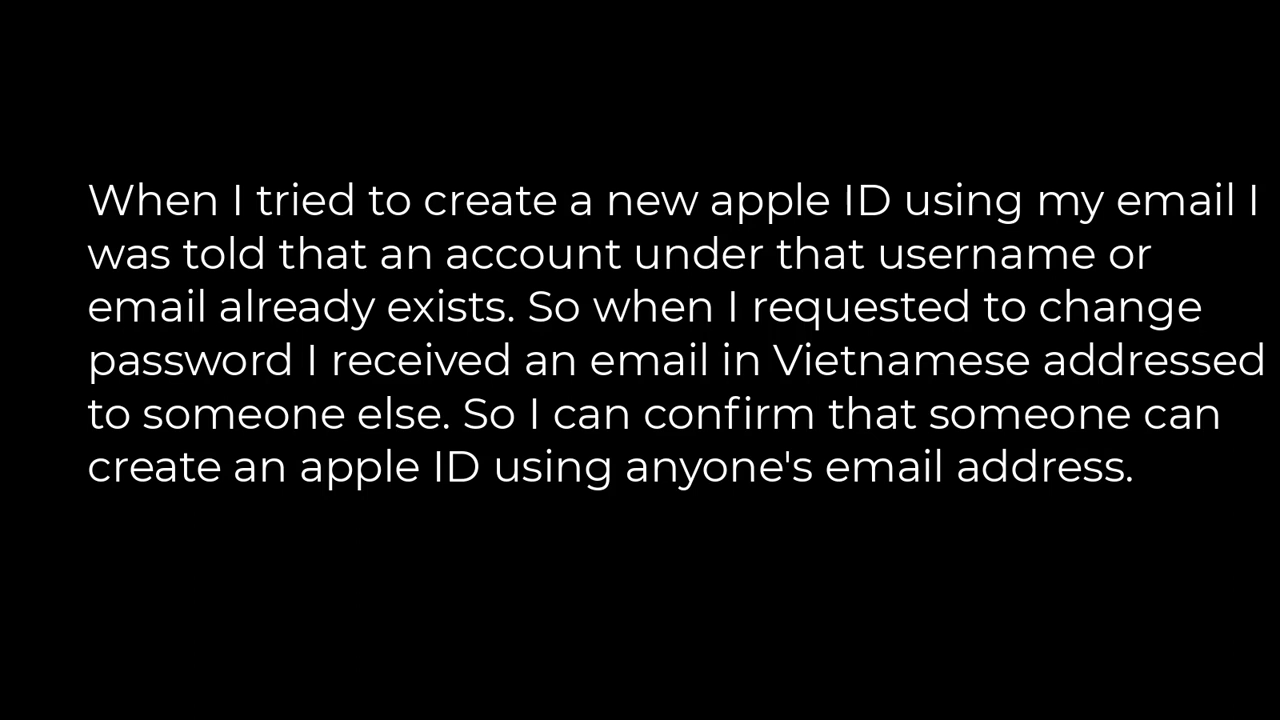 When I tried to create a new apple ID using my email I
was told that an account under that username or
email already exists. So when I requested to change
password I received an email in Vietnamese addressed
to someone else. So I can confirm that someone can
create an apple ID using anyone's email address.